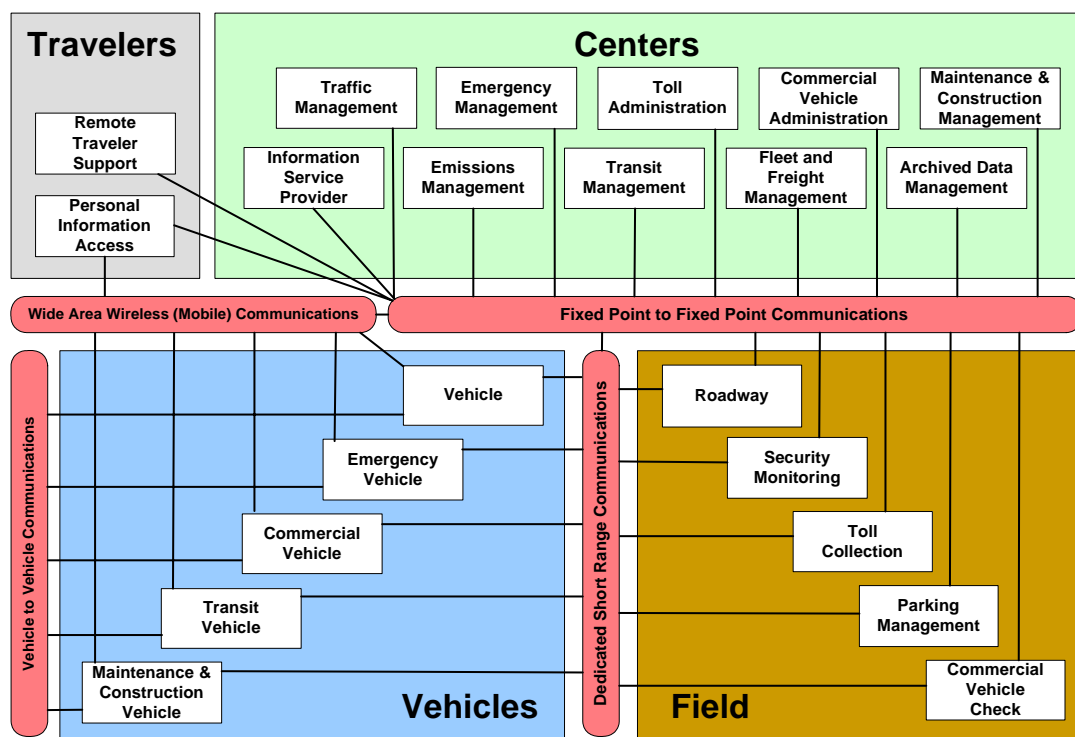 Travelers
Remote
Traveler
Support
Personal
Information
Access
Centers
Traffic
Management
Emergency
Management
Toll
Administration
Commercial
Vehicle
Administration
Maintenance &
Construction
Management
Information
Service
Provider
Emissions
Management
Transit
Management
Fleet and
Freight
Management
Archived Data
Management
Wide Area Wireless (Mobile) Communications
Fixed Point to Fixed Point Communications
Vehicle to Vehicle Communications
Vehicle
Emergency
Vehicle
Commercial
Vehicle
Transit
Vehicle
Maintenance &
Construction
Vehicle
Vehicles
Dedicated Short Range Communications
Roadway
Security
Monitoring
Toll
Collection
Parking
Management
Commercial
Vehicle
Check
Field